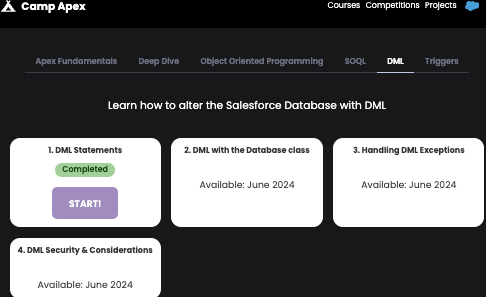 Camp Apex
Courses Competitions Projects
Apex Fundamentals Deep Dive Object Oriented Programming SOQL DML Triggers
Learn how to alter the Salesforce Database with DML
1. DML Statements
Completed
START!
2. DML with the Database class
Available: June 2024
3. Handling DML Exceptions
Available: June 2024
4. DML Security & Considerations
Available: June 2024